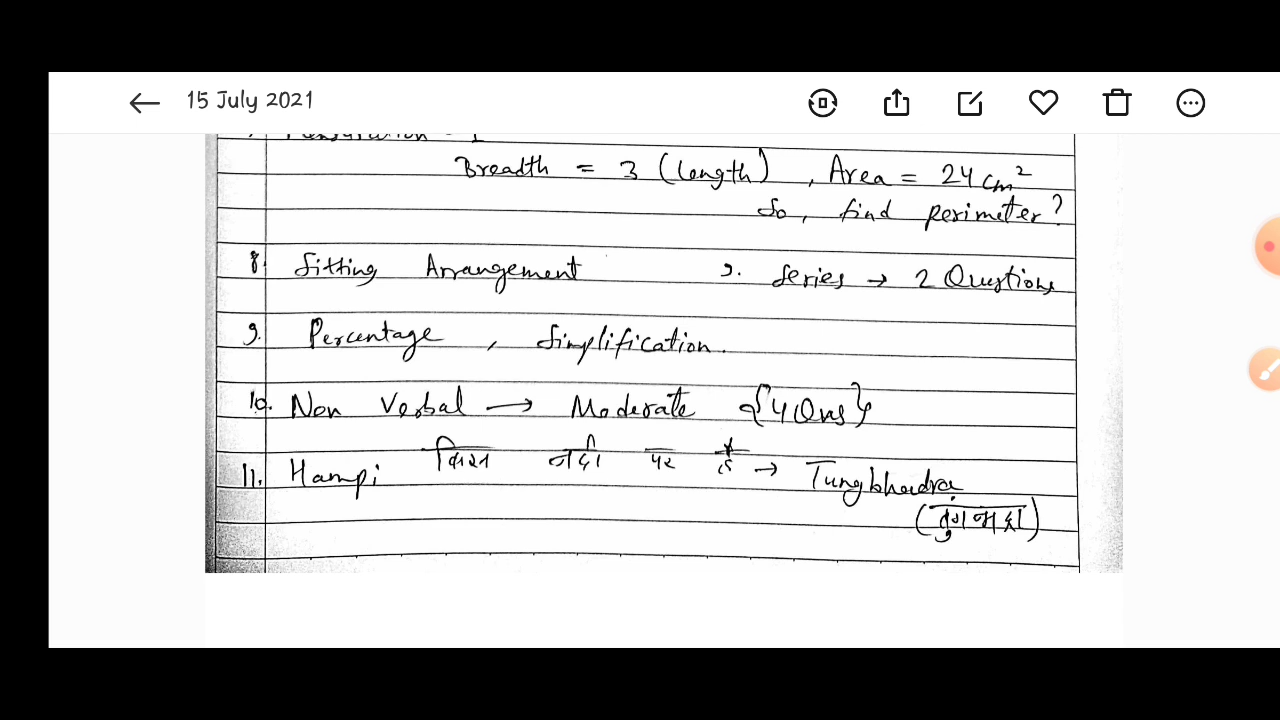 15 July 2021
Breadth = 3 (length) , Area = 24 cm²
So, find perimeter?
8. Sitting Arrangement 9. Series → 2 Questions
9. Percentage , Simplification.
10. Non Verbal → Moderate {4 Qns}
11. Hampi किस नदी पर है → Tungbhadra
(तुंगभद्रा)